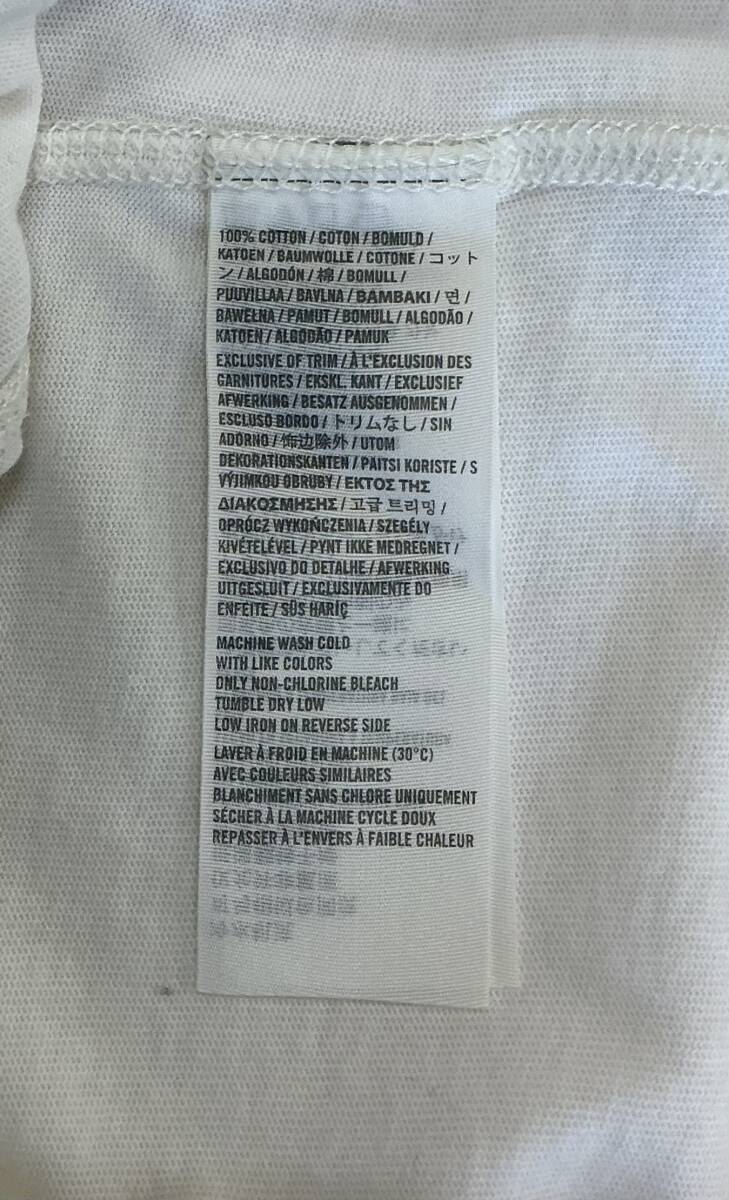 100% COTTON / COTON / BOMULD /
KATOEN / BAUMWOLLE / COTONE / コット
ン / ALGODÓN / 棉 / BOMULL /
PUUVILLAA / BAVLNA / BAMBAKI / 면 /
BAWEŁNA / PAMUT / BOMULL / ALGODÃO /
KATOEN / ALGODÃO / PAMUK
EXCLUSIVE OF TRIM / À L'EXCLUSION DES
GARNITURES / EKSKL. KANT / EXCLUSIEF
AFWERKING / BESATZ AUSGENOMMEN /
ESCLUSO BORDO / トリムなし / SIN
ADORNO / 饰边除外 / UTOM
DEKORATIONSKANTEN / PAITSI KORISTE / S
VÝJIMKOU OBRUBY / ΕΚΤΟΣ ΤΗΣ
ΔΙΑΚΟΣΜΗΣΗΣ / 고급 트리밍 /
OPRÓCZ WYKOŃCZENIA / SZEGÉLY
KIVÉTELÉVEL / PYNT IKKE MEDREGNET /
EXCLUSIVO DO DETALHE / AFWERKING
UITGESLUIT / EXCLUSIVAMENTE DO
ENFEITE / SÜS HARİÇ
MACHINE WASH COLD
WITH LIKE COLORS
ONLY NON-CHLORINE BLEACH
TUMBLE DRY LOW
LOW IRON ON REVERSE SIDE
LAVER À FROID EN MACHINE (30°C)
AVEC COULEURS SIMILAIRES
BLANCHIMENT SANS CHLORE UNIQUEMENT
SÉCHER À LA MACHINE CYCLE DOUX
REPASSER À L'ENVERS À FAIBLE CHALEUR